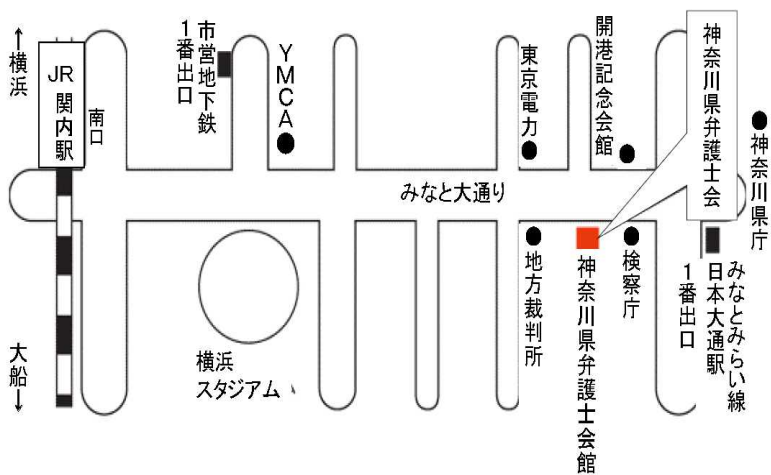 ←横浜
JR
関内駅
南口
市営地下鉄
1番出口
YMCA
東京電力
開港記念会館
神奈川県弁護士会
神奈川県庁
みなと大通り
地方裁判所
神奈川県弁護士会館
検察庁
みなとみらい線
日本大通駅
1番出口
横浜
スタジアム
大船→